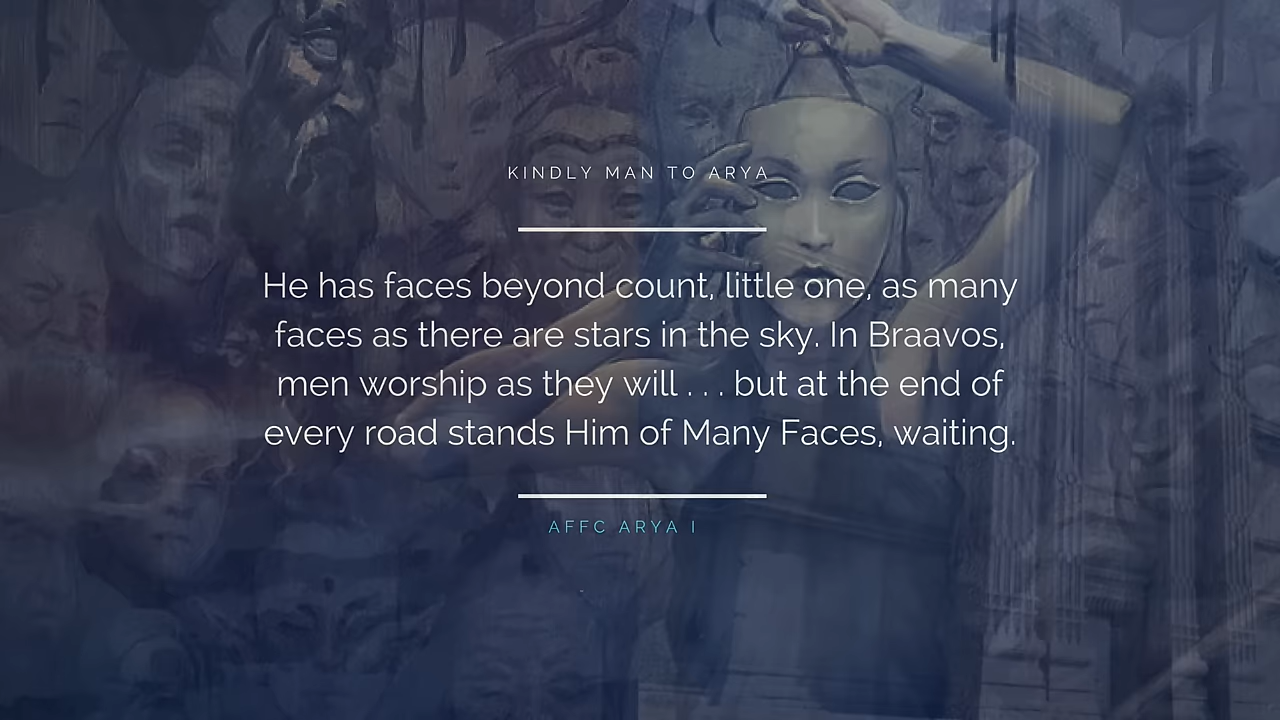 KINDLY MAN TO ARYA
He has faces beyond count, little one, as many
faces as there are stars in the sky. In Braavos,
men worship as they will . . . but at the end of
every road stands Him of Many Faces, waiting.
AFFC ARYA I